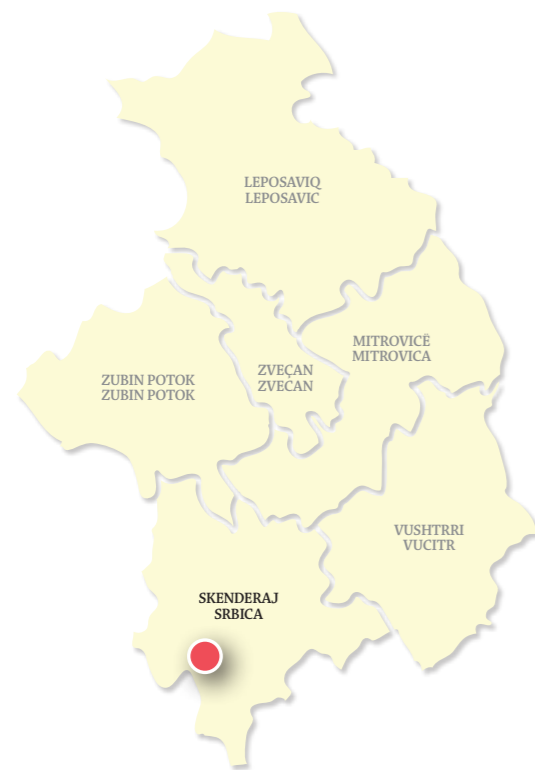 LEPOSAVIQ
LEPOSAVIC
MITROVICË
MITROVICA
ZVEÇAN
ZVECAN
ZUBIN POTOK
ZUBIN POTOK
VUSHTRRI
VUCITR
SKENDERAJ
SRBICA